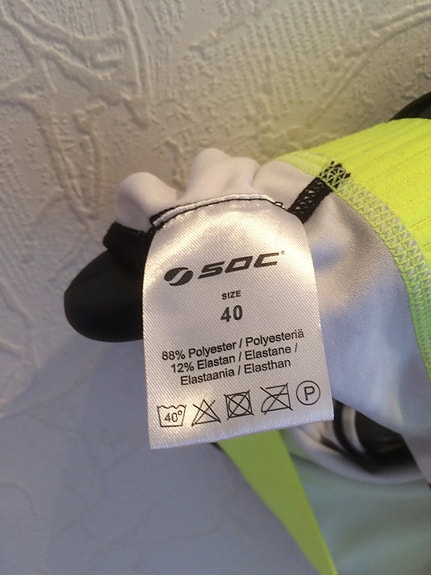 SOC
SIZE
40
88% Polyester / Polyesteriä
12% Elastan / Elastane /
Elastaania / Elasthan
40° P